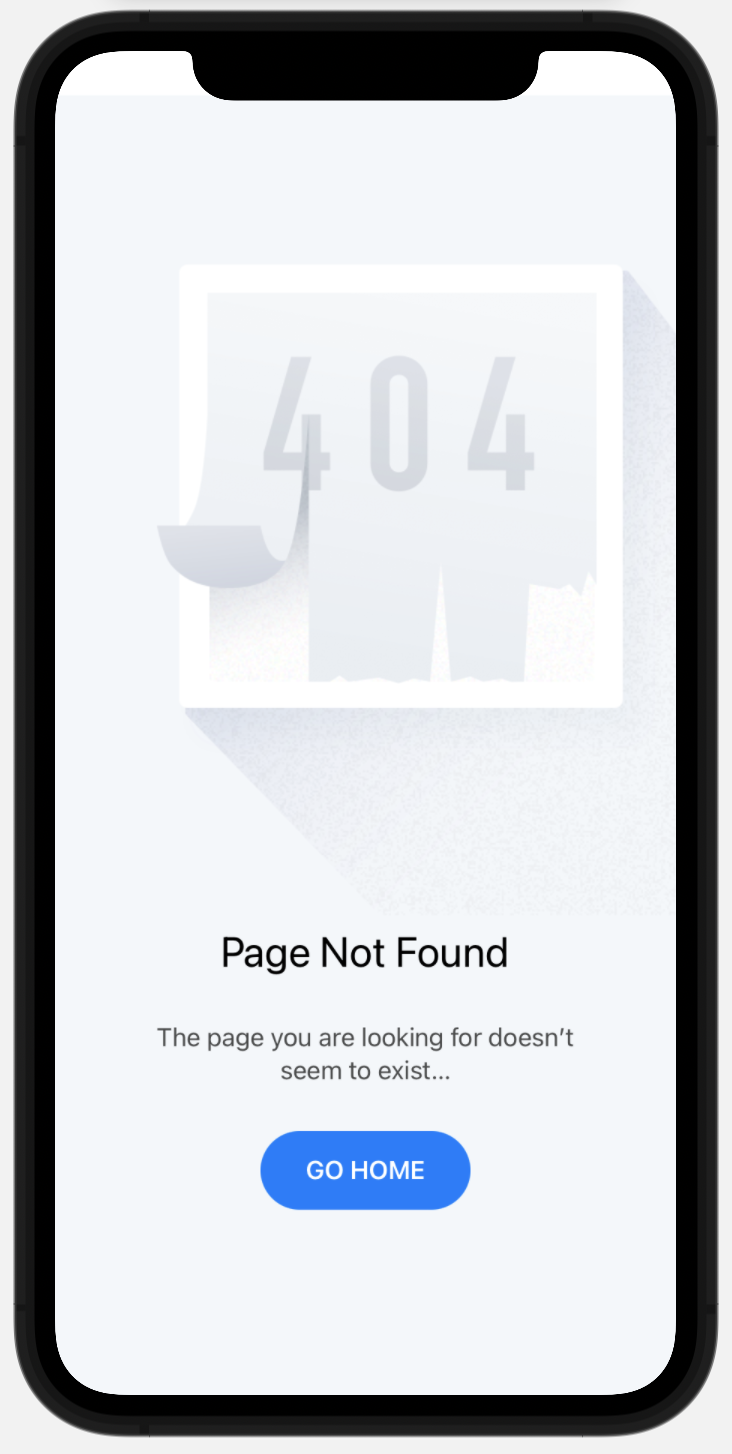 404
Page Not Found
The page you are looking for doesn’t
seem to exist...
GO HOME